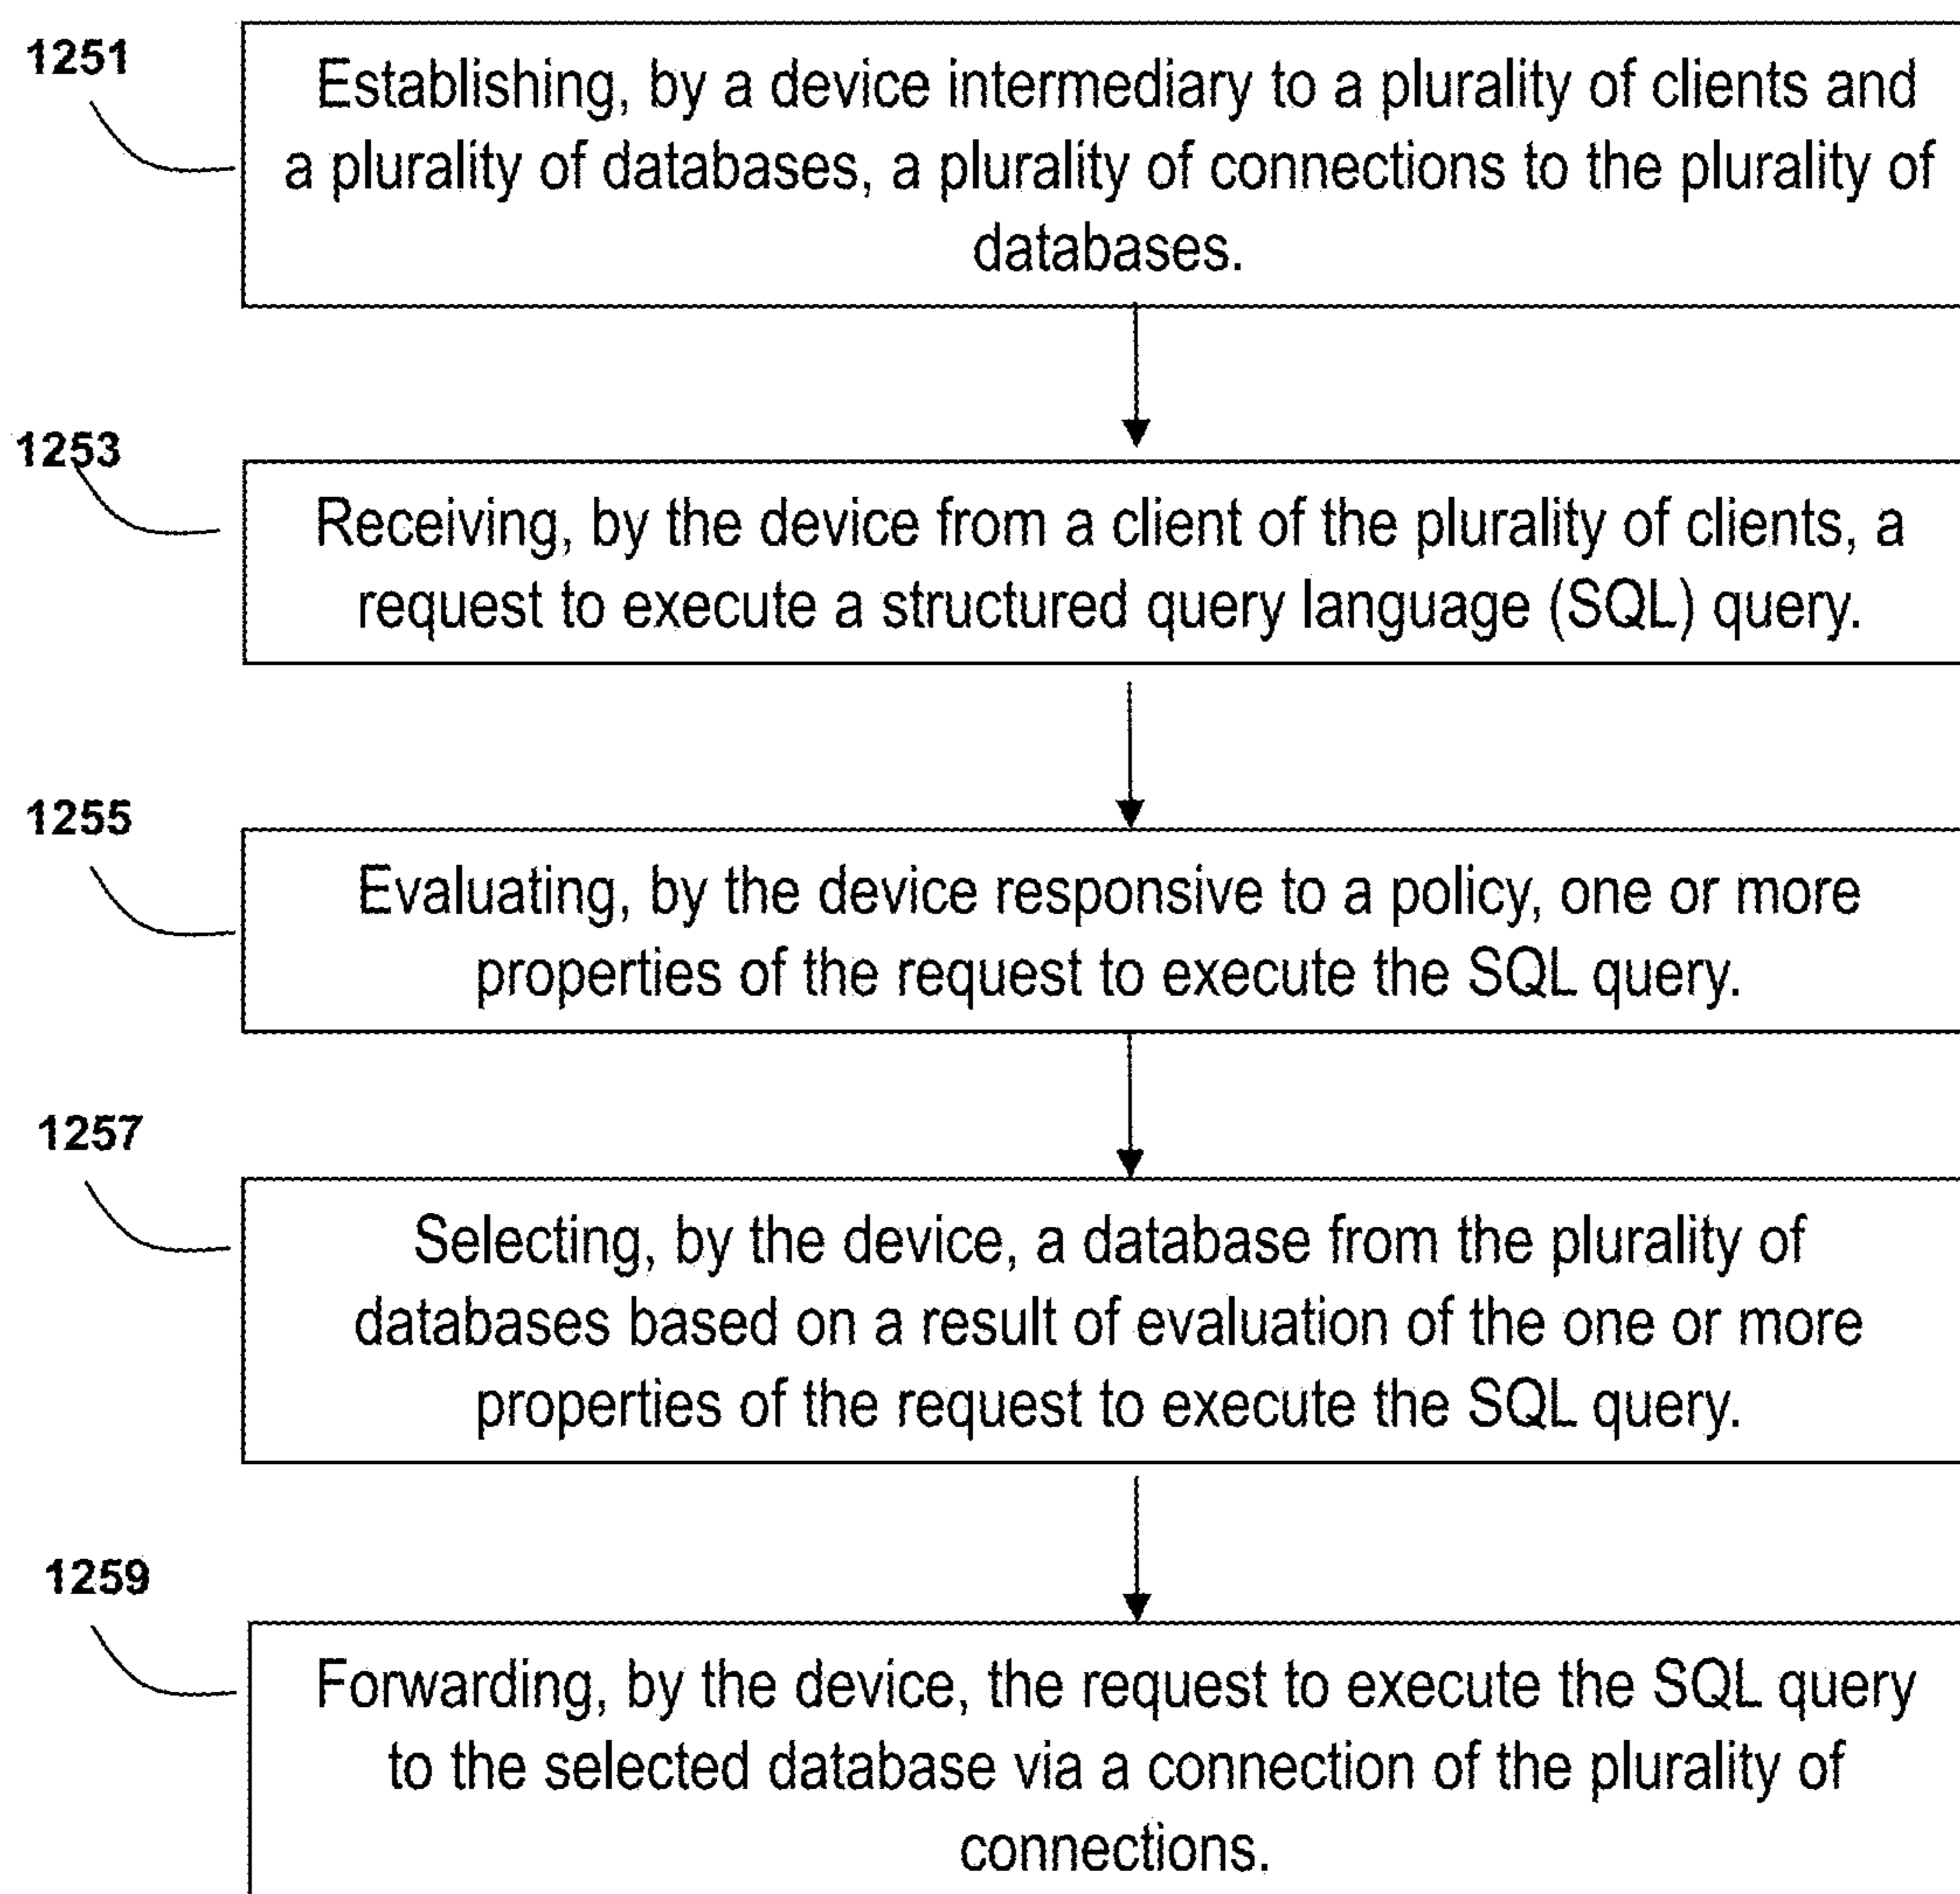 1251
Establishing, by a device intermediary to a plurality of clients and
a plurality of databases, a plurality of connections to the plurality of
databases.
1253
Receiving, by the device from a client of the plurality of clients, a
request to execute a structured query language (SQL) query.
1255
Evaluating, by the device responsive to a policy, one or more
properties of the request to execute the SQL query.
1257
Selecting, by the device, a database from the plurality of
databases based on a result of evaluation of the one or more
properties of the request to execute the SQL query.
1259
Forwarding, by the device, the request to execute the SQL query
to the selected database via a connection of the plurality of
connections.